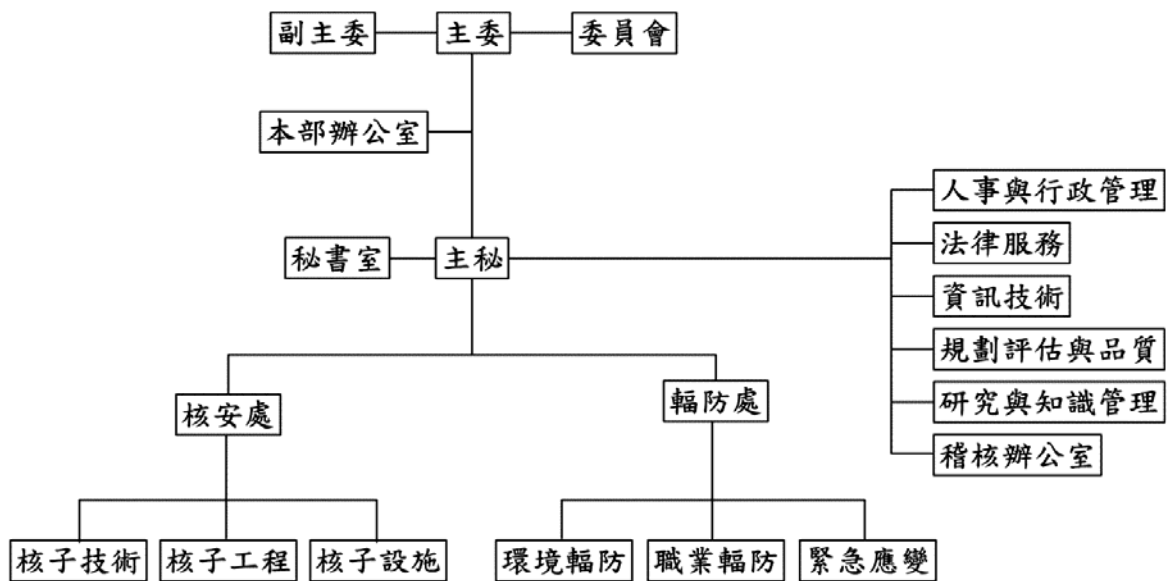 副主委
主委
委員會
本部辦公室
人事與行政管理
法律服務
秘書室
主秘
資訊技術
規劃評估與品質
核安處
輻防處
研究與知識管理
稽核辦公室
核子技術
核子工程
核子設施
環境輻防
職業輻防
緊急應變